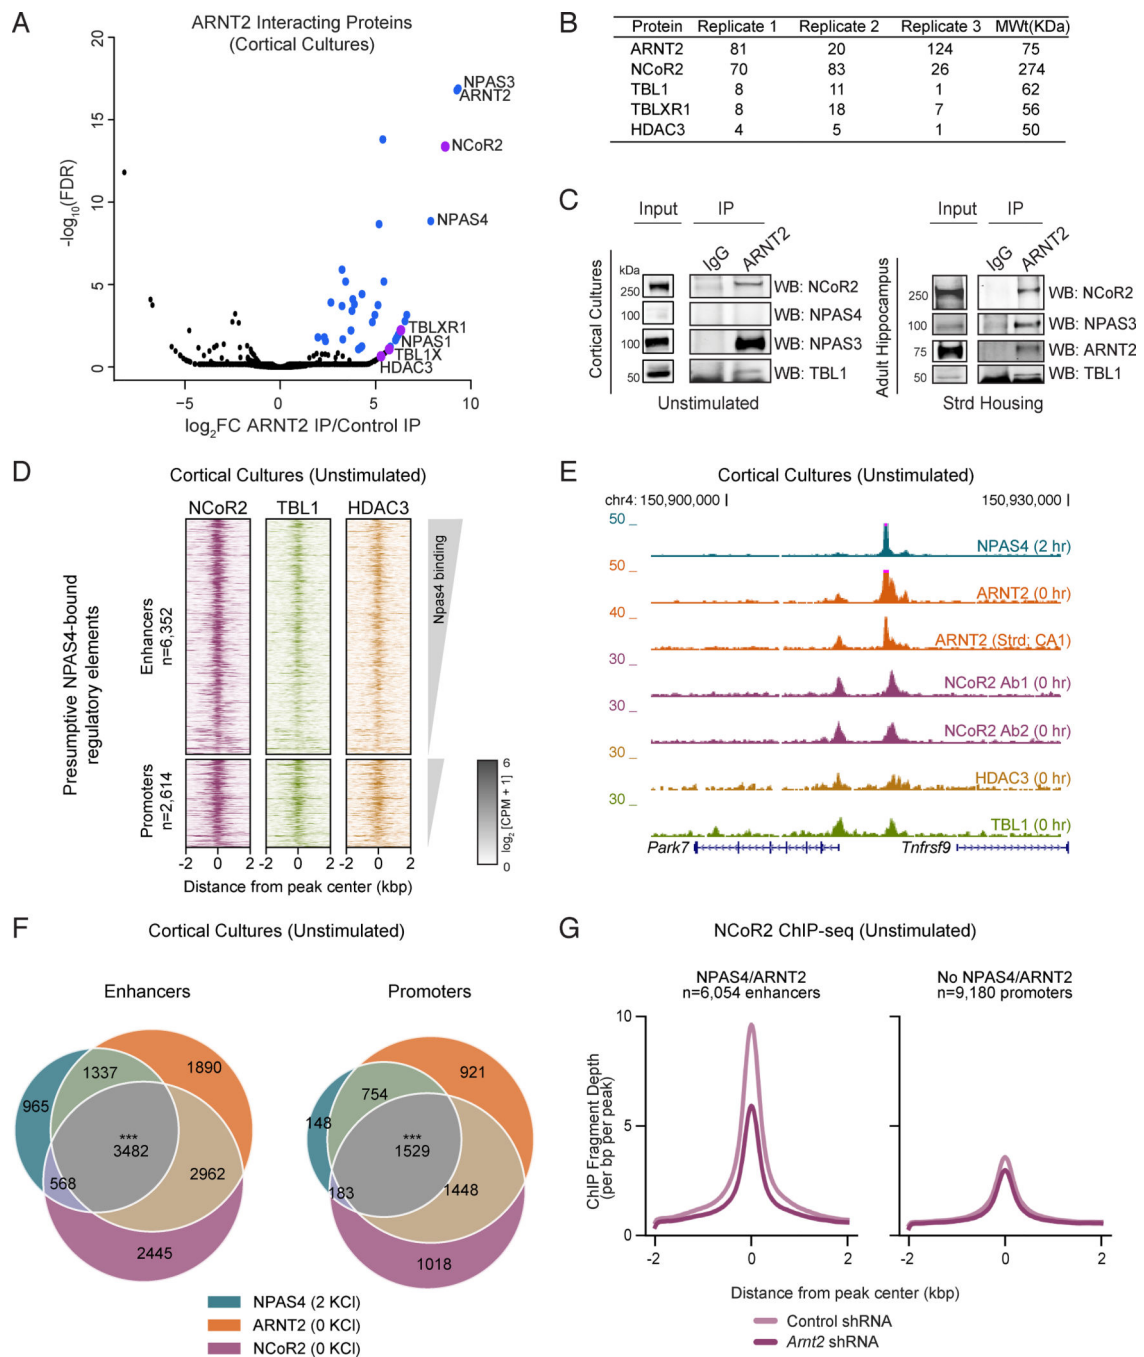 A
ARNT2 Interacting Proteins
(Cortical Cultures)
20
15
10
5
0
-log10(FDR)
NPAS3
ARNT2
NCoR2
NPAS4
TBLXR1
NPAS1
TBL1X
HDAC3
−5 0 5 10
log2FC ARNT2 IP/Control IP
B
Protein Replicate 1 Replicate 2 Replicate 3 MWt(KDa)
ARNT2 81 20 124 75
NCoR2 70 83 26 274
TBL1 8 11 1 62
TBLXR1 8 18 7 56
HDAC3 4 5 1 50
C
Input IP
IgG ARNT2
kDa
Cortical Cultures
250 WB: NCoR2
WB: NPAS4
100 WB: NPAS3
50 WB: TBL1
Unstimulated
Input IP
IgG ARNT2
Adult Hippocampus
250 WB: NCoR2
100 WB: NPAS3
75 WB: ARNT2
50 WB: TBL1
Strd Housing
D
Cortical Cultures (Unstimulated)
NCoR2 TBL1 HDAC3
Presumptive NPAS4-bound
regulatory elements
Enhancers
n=6,352
Promoters
n=2,614
Npas4 binding
6
0
log2 [CPM + 1]
-2 0 2 -2 0 2 -2 0 2
Distance from peak center (kbp)
E
Cortical Cultures (Unstimulated)
chr4: 150,900,000 150,930,000
50
NPAS4 (2 hr)
50
ARNT2 (0 hr)
40
ARNT2 (Strd; CA1)
30
NCoR2 Ab1 (0 hr)
30
NCoR2 Ab2 (0 hr)
30
HDAC3 (0 hr)
30
TBL1 (0 hr)
Park7 Tnfrsf9
F
Cortical Cultures (Unstimulated)
Enhancers
1890
1337
965
***
3482
568
2962
2445
Promoters
921
754
148
***
1529
183
1448
1018
NPAS4 (2 KCl)
ARNT2 (0 KCl)
NCoR2 (0 KCl)
G
NCoR2 ChIP-seq (Unstimulated)
NPAS4/ARNT2
n=6,054 enhancers
No NPAS4/ARNT2
n=9,180 promoters
10
5
0
ChIP Fragment Depth
(per bp per peak)
-2 0 2 -2 0 2
Distance from peak center (kbp)
Control shRNA
Arnt2 shRNA